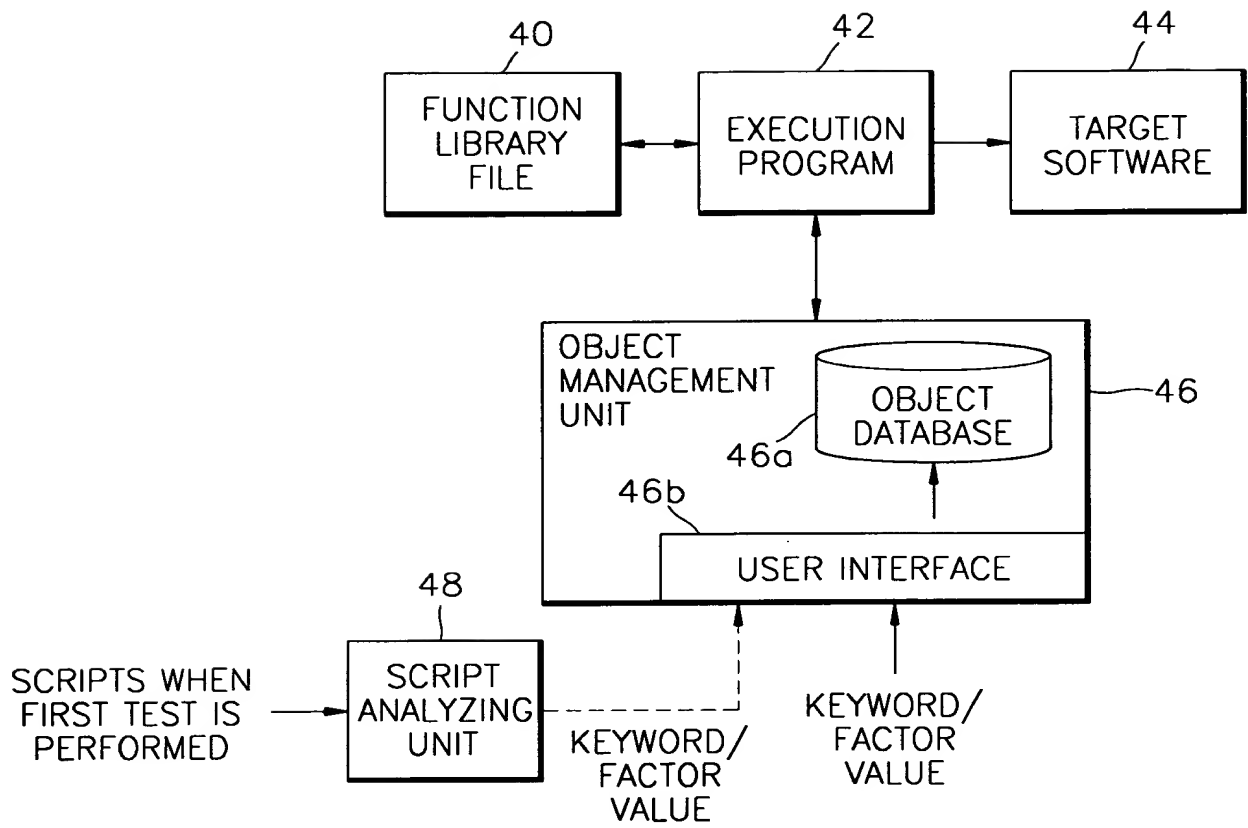 40
42
44
FUNCTION
LIBRARY
FILE
EXECUTION
PROGRAM
TARGET
SOFTWARE
OBJECT
MANAGEMENT
UNIT
OBJECT
DATABASE
46
46a
46b
USER INTERFACE
48
SCRIPTS WHEN
FIRST TEST IS
PERFORMED
SCRIPT
ANALYZING
UNIT
KEYWORD/
FACTOR
VALUE
KEYWORD/
FACTOR
VALUE